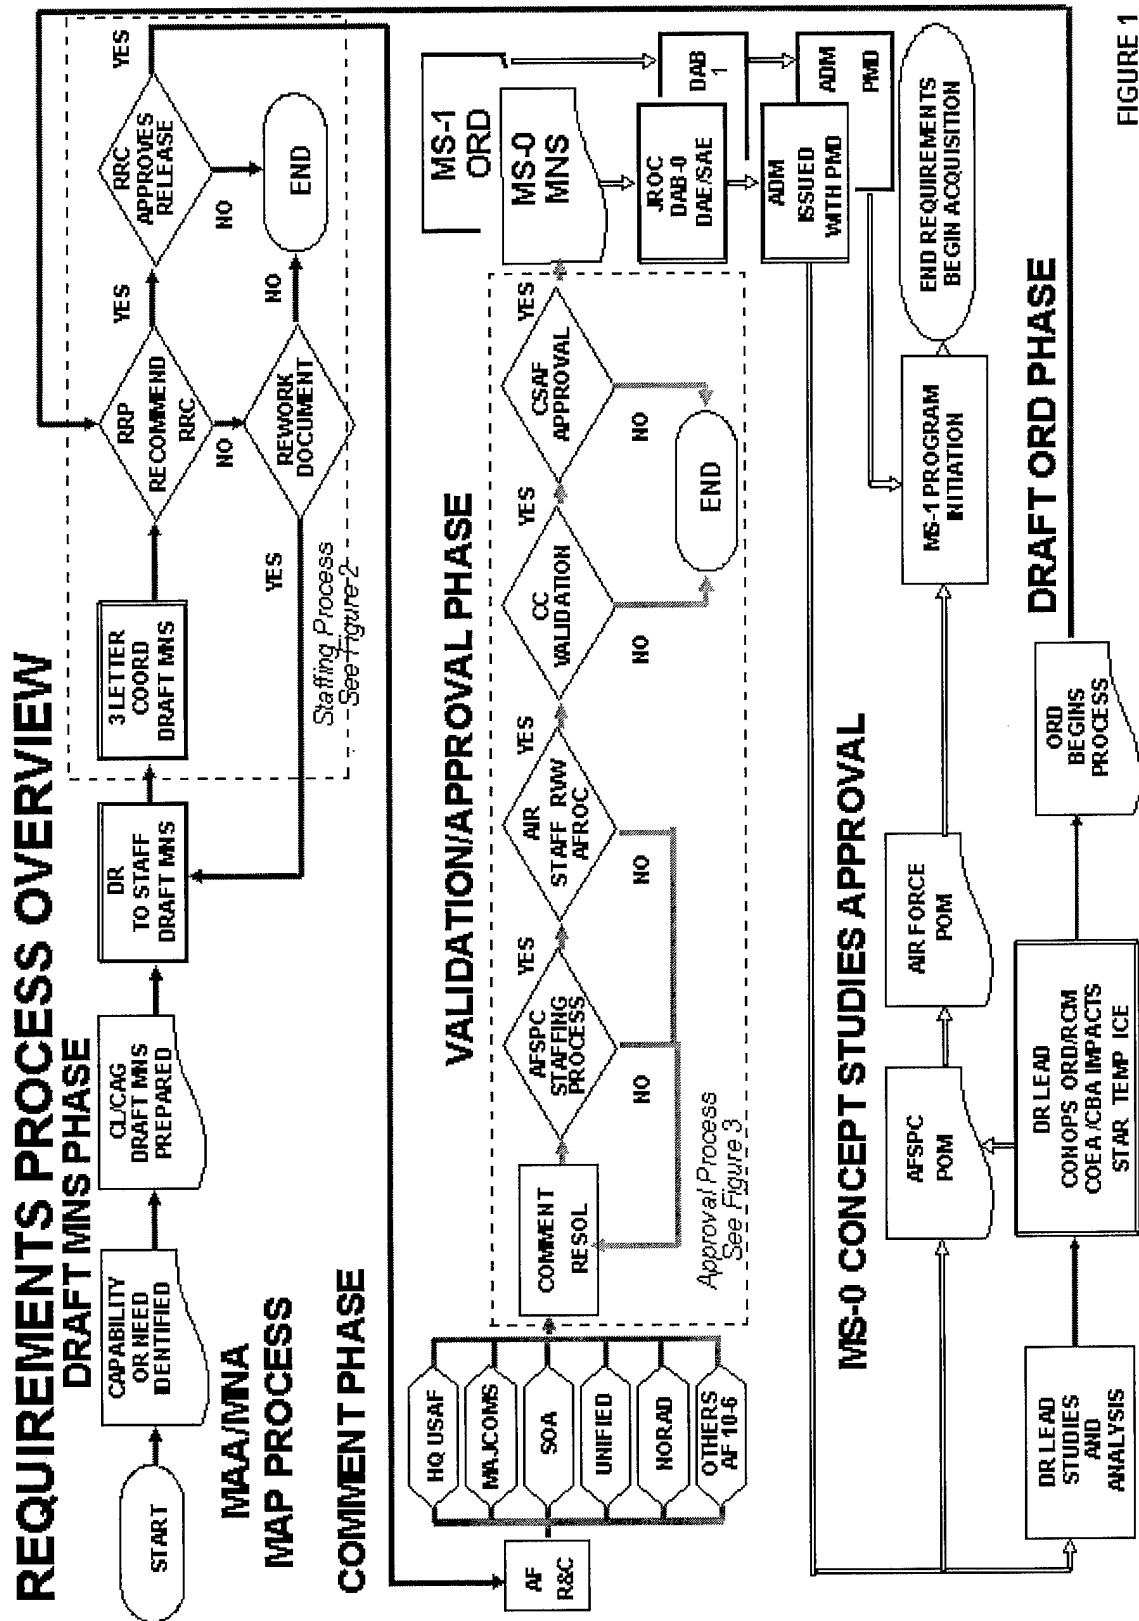 REQUIREMENTS PROCESS OVERVIEW
DRAFT MNS PHASE
START
CAPABILITY
OR NEED
IDENTIFIED
CL/CAG
DRAFT MNS
PREPARED
DR
TO STAFF
DRAFT MNS
3 LETTER
COORD
DRAFT MNS
RRP
RECOMMEND
RRC
YES
RRC
APPROVES
RELEASE
YES
NO
NO
REWORK
DOCUMENT
NO
END
YES
Staffing Process
See Figure 2
MAA/MNA
MAP PROCESS
COMMENT PHASE
AF
R&C
HQ USAF
MAJCOMS
SOA
UNIFIED
NORAD
OTHERS
AF 10-6
VALIDATION/APPROVAL PHASE
COMMENT
RESOL
AFSPC
STAFFING
PROCESS
YES
NO
AIR
STAFF RVW
AFROC
YES
NO
CC
VALIDATION
YES
NO
CSAF
APPROVAL
YES
NO
END
Approval Process
See Figure 3
MS-1
ORD
MS-0
MNS
JROC
DAB-0
DAE/SAE
DAB
1
ADM
ISSUED
WITH PMD
ADM
PMD
MS-0 CONCEPT STUDIES APPROVAL
AFSPC
POM
AIR FORCE
POM
MS-1 PROGRAM
INITIATION
END REQUIREMENTS
BEGIN ACQUISITION
DR LEAD
STUDIES
AND
ANALYSIS
DR LEAD
CONOPS ORD/RCM
COEA /CBA IMPACTS
STAR TEMP ICE
ORD
BEGINS
PROCESS
DRAFT ORD PHASE
FIGURE 1